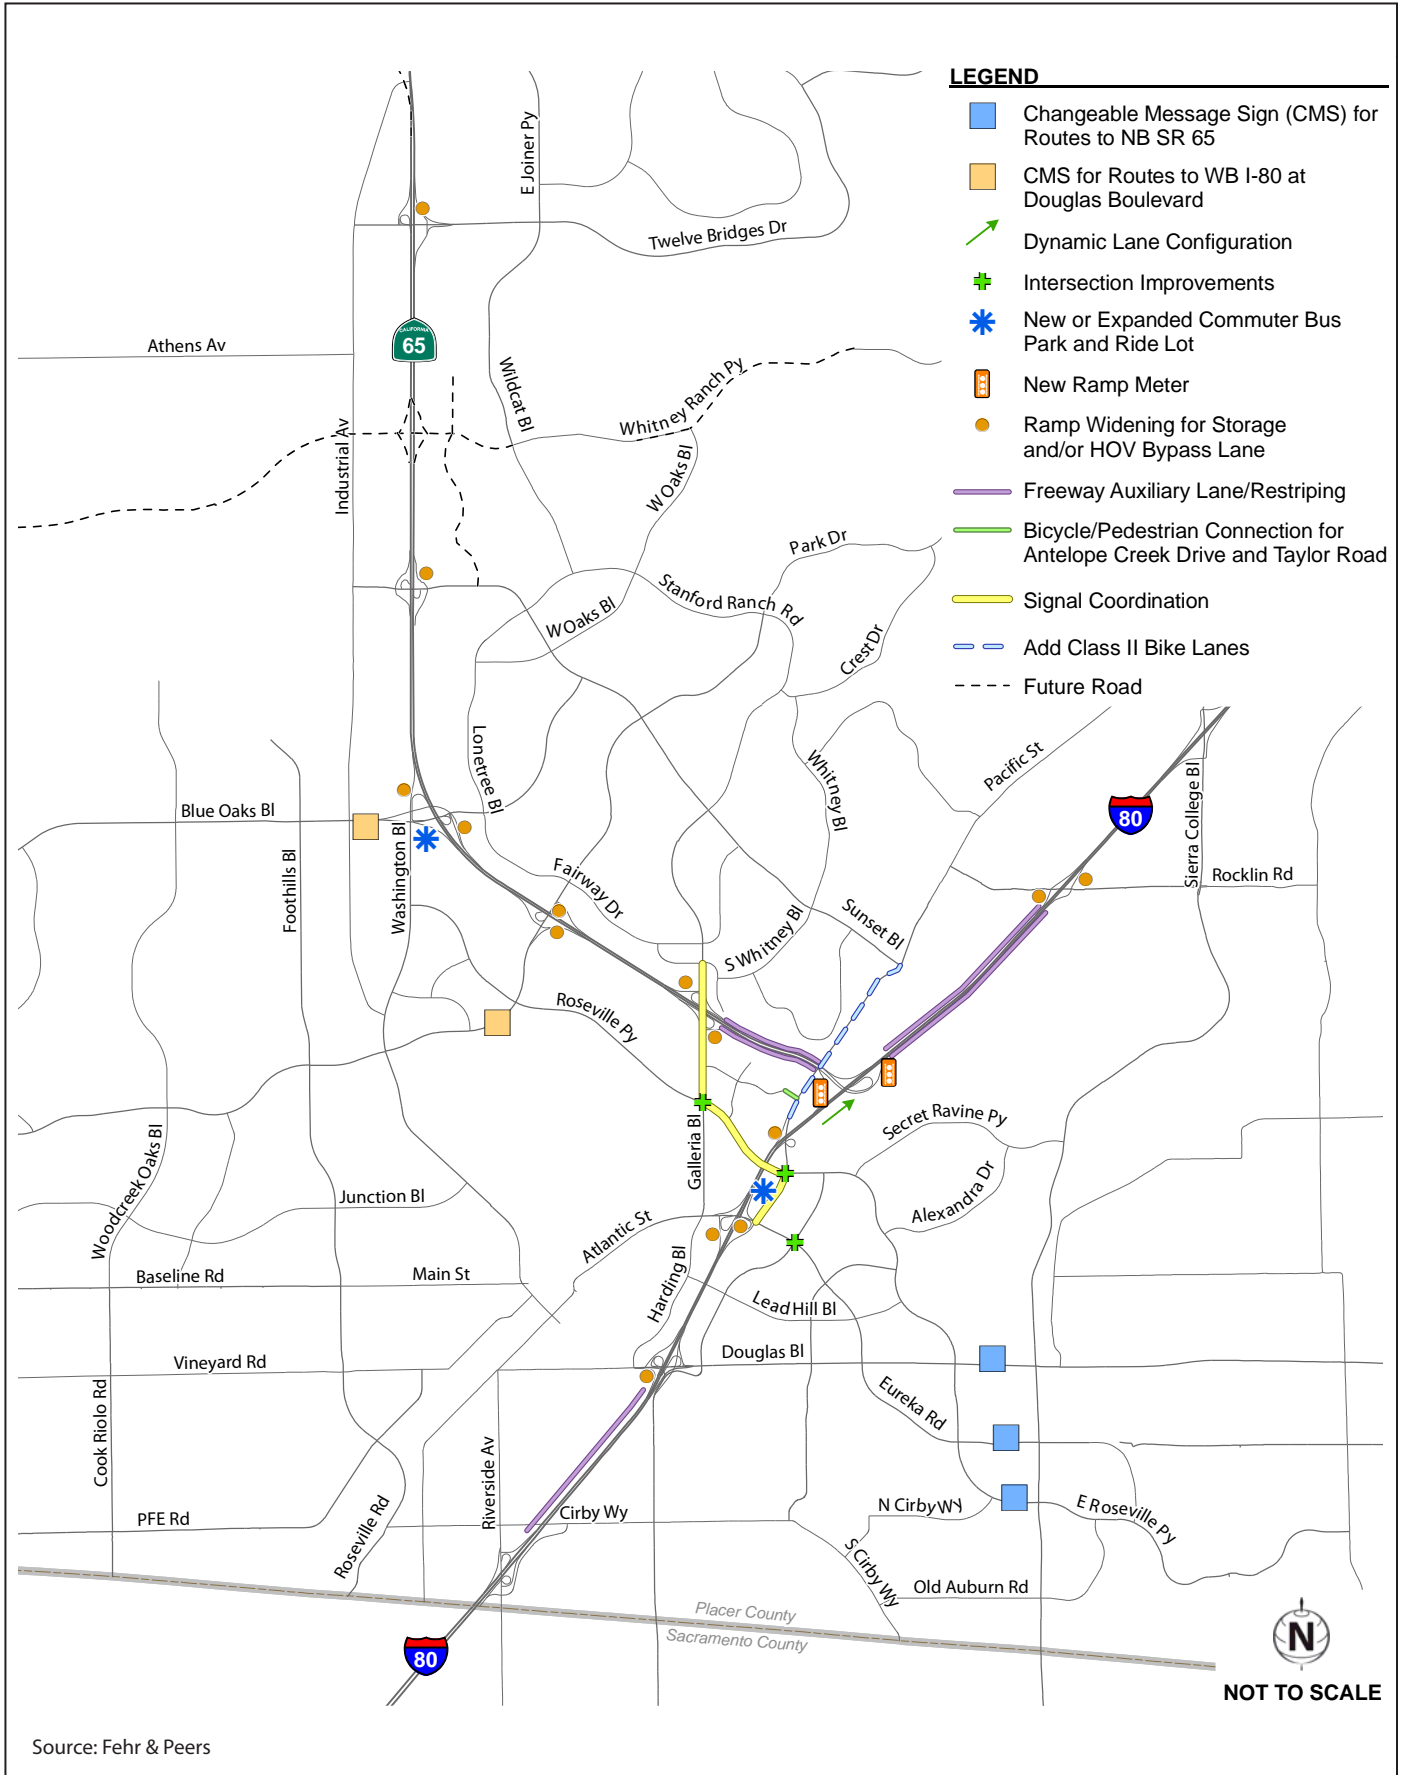 LEGEND
Changeable Message Sign (CMS) for
Routes to NB SR 65
CMS for Routes to WB I-80 at
Douglas Boulevard
Dynamic Lane Configuration
Intersection Improvements
New or Expanded Commuter Bus
Park and Ride Lot
New Ramp Meter
Ramp Widening for Storage
and/or HOV Bypass Lane
Freeway Auxiliary Lane/Restriping
Bicycle/Pedestrian Connection for
Antelope Creek Drive and Taylor Road
Signal Coordination
Add Class II Bike Lanes
Future Road
E Joiner Py
Twelve Bridges Dr
Athens Av
CALIFORNIA
65
Wildcat Bl
Whitney Ranch Py
Industrial Av
W Oaks Bl
Park Dr
Stanford Ranch Rd
W Oaks Bl
Crest Dr
Lonetree Bl
Whitney Bl
Pacific St
Sierra College Bl
80
Blue Oaks Bl
Washington Bl
Foothills Bl
Fairway Dr
Rocklin Rd
Sunset Bl
S Whitney Bl
Roseville Py
Secret Ravine Py
Galleria Bl
Woodcreek Oaks Bl
Junction Bl
Alexandra Dr
Atlantic St
Harding Bl
Baseline Rd
Main St
Lead Hill Bl
Douglas Bl
Vineyard Rd
Eureka Rd
Cook Riolo Rd
Riverside Av
N Cirby Wy
E Roseville Py
PFE Rd
Roseville Rd
Cirby Wy
S Cirby Wy
Old Auburn Rd
Placer County
Sacramento County
80
N
NOT TO SCALE
Source: Fehr & Peers